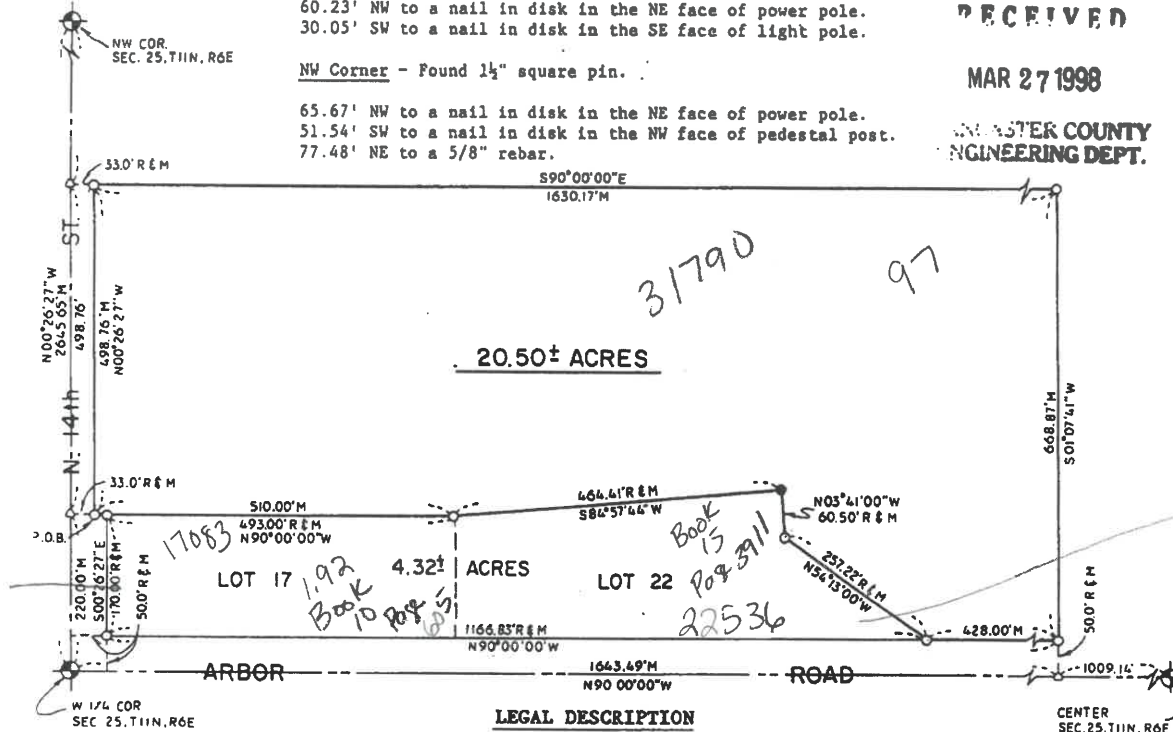 60.23' NW to a nail in disk in the NE face of power pole.
30.05' SW to a nail in disk in the SE face of light pole.
RECEIVED
NW COR.
SEC. 25, T11N, R6E
NW Corner - Found 1½" square pin.
MAR 27 1998
65.67' NW to a nail in disk in the NE face of power pole.
51.54' SW to a nail in disk in the NW face of pedestal post.
77.48' NE to a 5/8" rebar.
COUNTY
DEPT.
33.0' R & M
S90°00'00"E
1630.17'M
31790
97
N. 14th ST.
N00°26'27"W
2645.65'M
498.76'
498.76'M
N00°26'27"W
20.50± ACRES
668.87'M
S01°07'41"W
33.0' R & M
P.O.B.
510.00'M
493.00'R & M
N90°00'00"W
464.41'R & M
S84°57'44"W
N03°41'00"W
60.50' R & M
17083
LOT 17
1.92
Book
10 Page
605
4.32± ACRES
LOT 22
Book
15
Page 3911
22536
257.22'R & M
N54°13'00"W
220.00'M
S00°26'27"E
170.00'R & M
50.0'R & M
1166.83'R & M
N90°00'00"W
428.00'M
50.0'R & M
ARBOR ROAD
1643.49'M
N90 00'00"W
1009.14'
W 1/4 COR
SEC 25, T11N, R6E
LEGAL DESCRIPTION
CENTER
SEC. 25, T11N, R6E